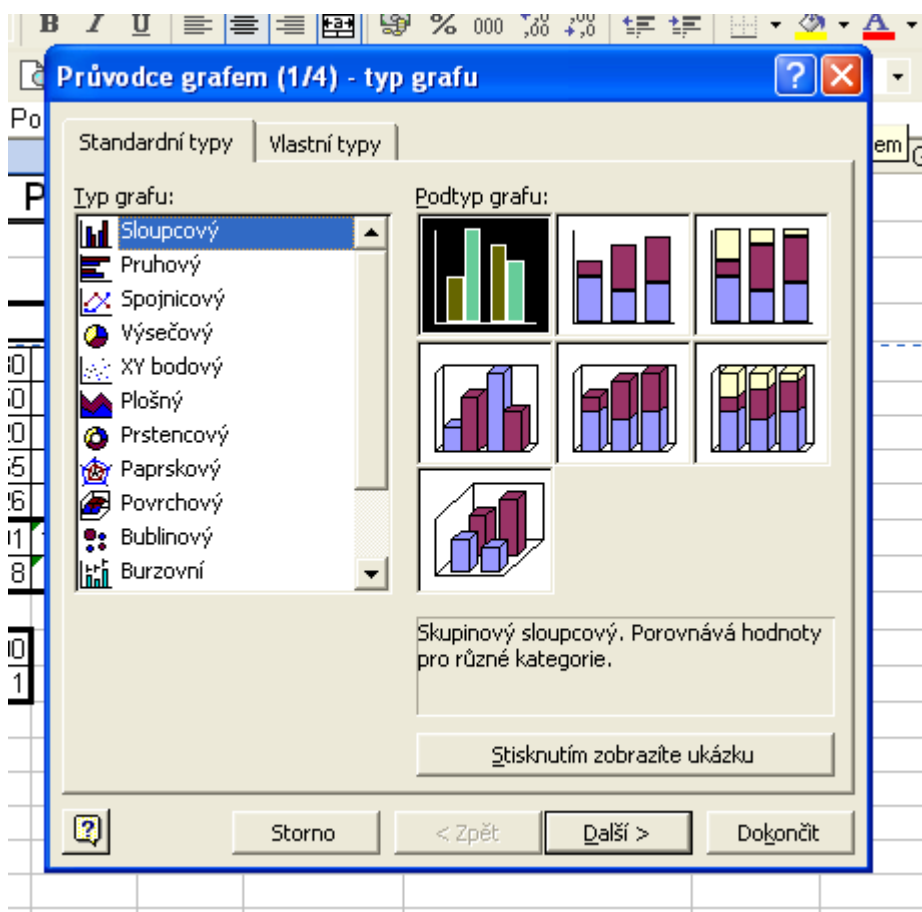 B I U % 000
Průvodce grafem (1/4) - typ grafu
Po
em
Standardní typy Vlastní typy
P
Typ grafu: Podtyp grafu:
Sloupcový
Pruhový
Spojnicový
Výsečový
XY bodový
Plošný
Prstencový
Paprskový
Povrchový
Bublinový
Burzovní
Skupinový sloupcový. Porovnává hodnoty
pro různé kategorie.
Stisknutím zobrazíte ukázku
Storno < Zpět Další > Dokončit